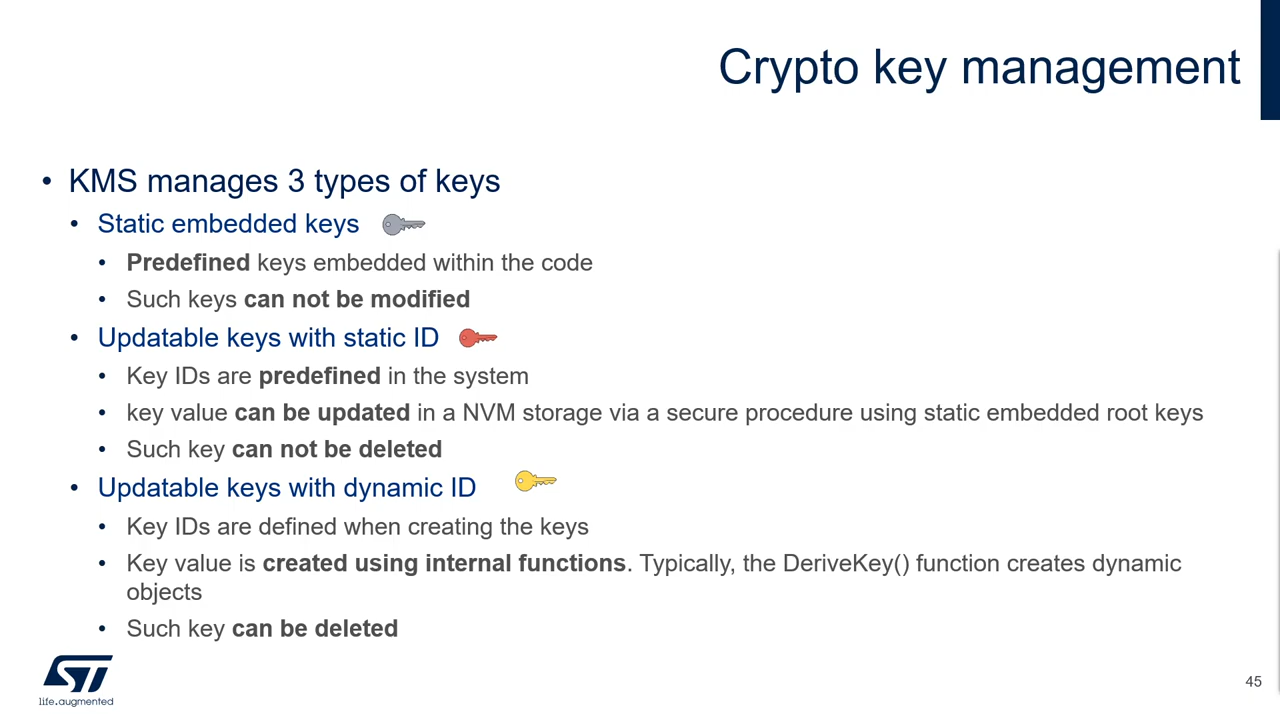 Crypto key management
• KMS manages 3 types of keys
• Static embedded keys
• Predefined keys embedded within the code
• Such keys can not be modified
• Updatable keys with static ID
• Key IDs are predefined in the system
• key value can be updated in a NVM storage via a secure procedure using static embedded root keys
• Such key can not be deleted
• Updatable keys with dynamic ID
• Key IDs are defined when creating the keys
• Key value is created using internal functions. Typically, the DeriveKey() function creates dynamic
objects
• Such key can be deleted
ST
life.augmented
45